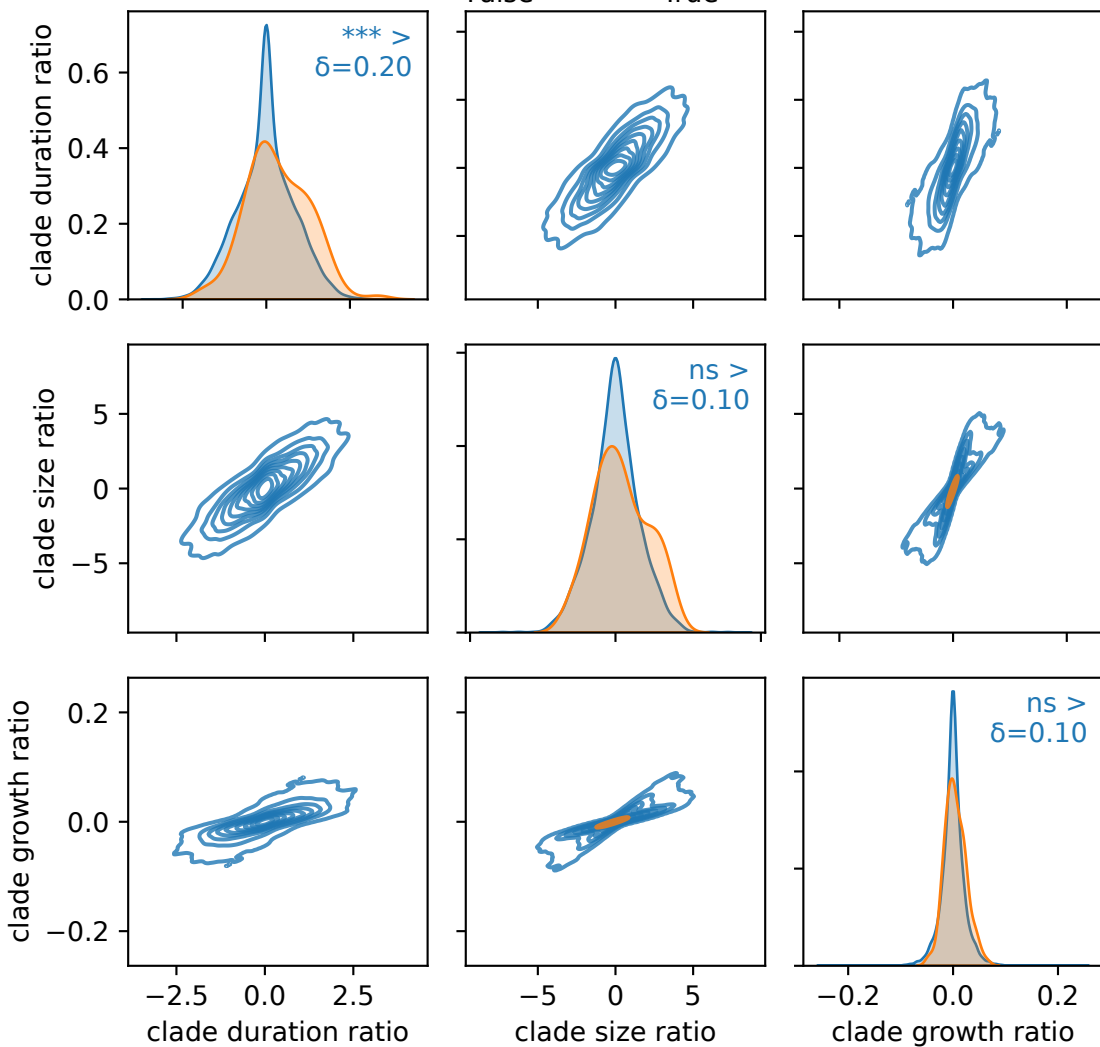 True
clade duration ratio
0.6
0.4
0.2
0.0
*** >
δ=0.20
clade size ratio
5
0
−5
ns >
δ=0.10
clade growth ratio
0.2
0.0
−0.2
ns >
δ=0.10
−2.5 0.0 2.5
clade duration ratio
−5 0 5
clade size ratio
−0.2 0.0 0.2
clade growth ratio